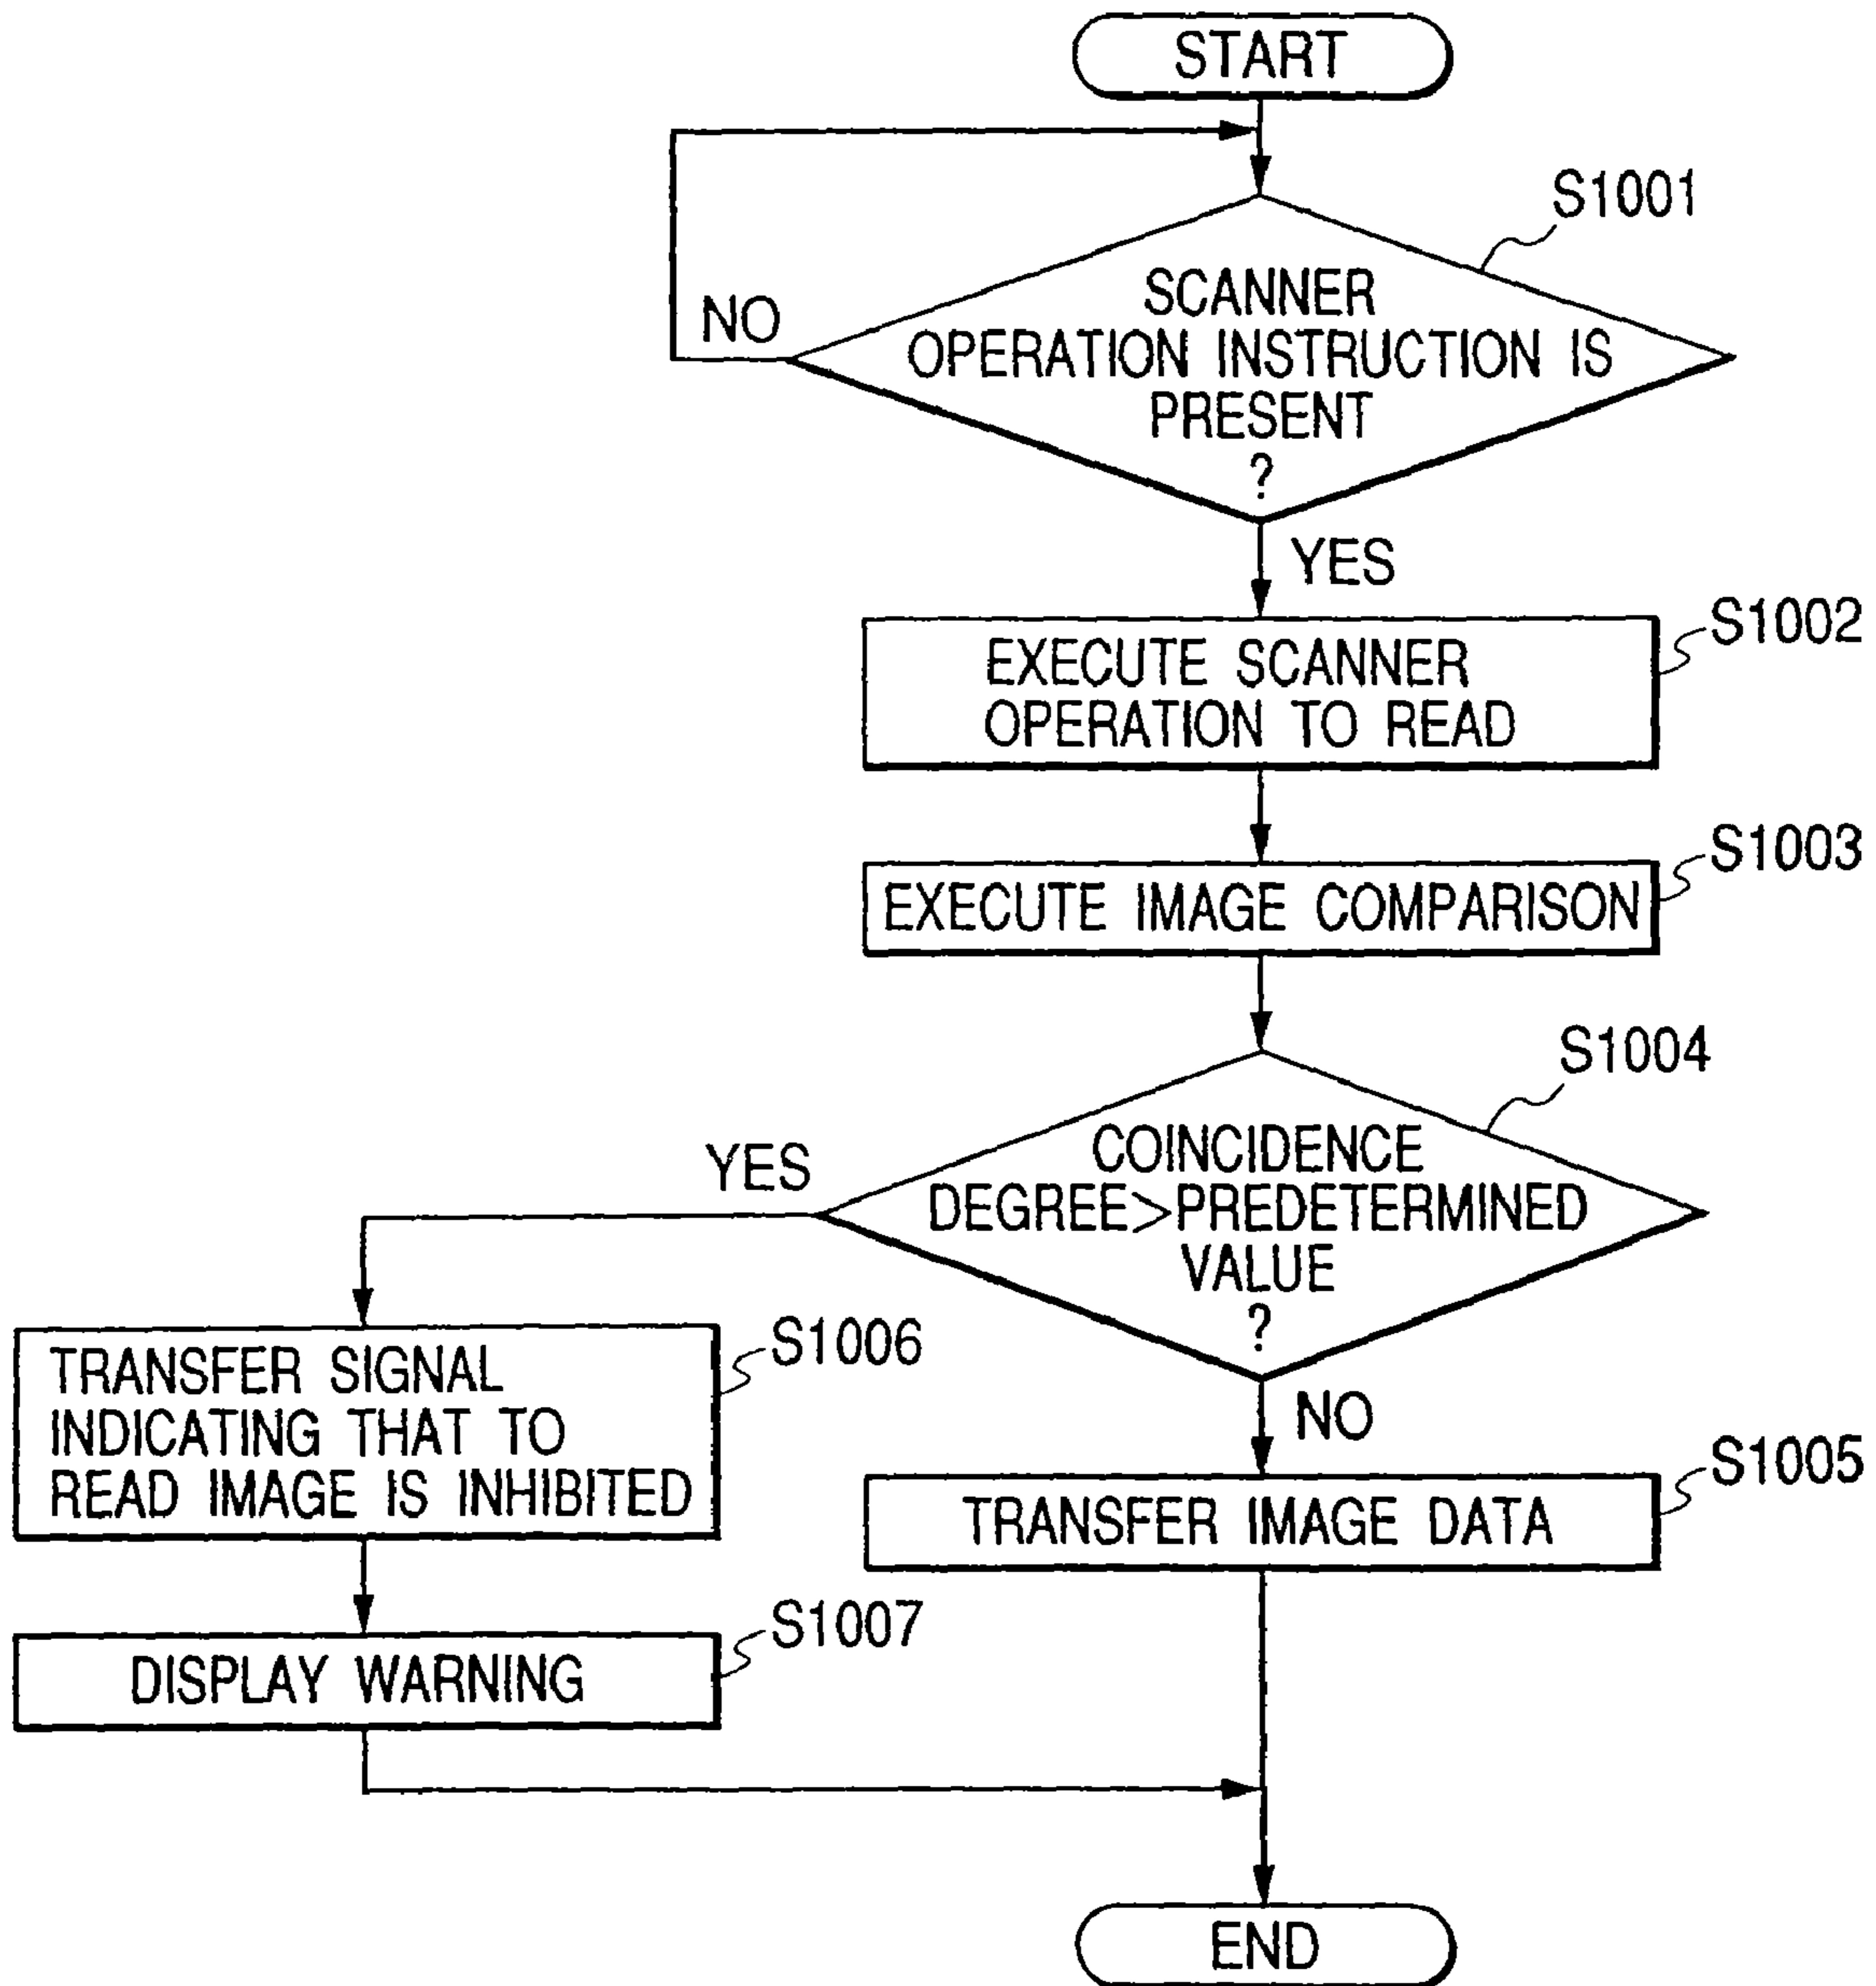 START
S1001
SCANNER
OPERATION INSTRUCTION IS
PRESENT
?
NO
YES
S1002
EXECUTE SCANNER
OPERATION TO READ
S1003
EXECUTE IMAGE COMPARISON
S1004
COINCIDENCE
DEGREE>PREDETERMINED
VALUE
?
YES
NO
S1006
TRANSFER SIGNAL
INDICATING THAT TO
READ IMAGE IS INHIBITED
S1005
TRANSFER IMAGE DATA
S1007
DISPLAY WARNING
END